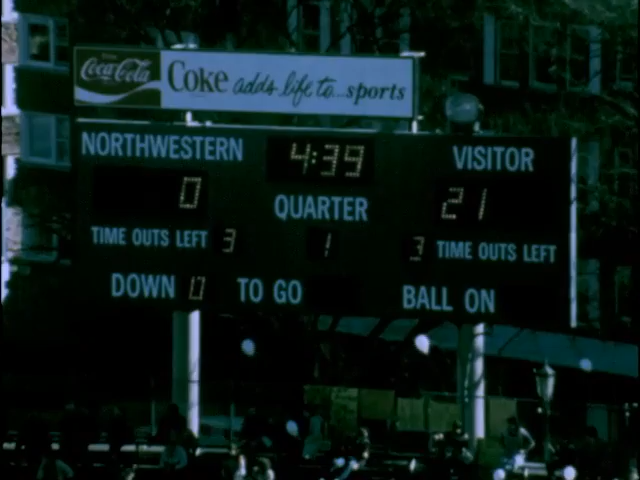 Coca-Cola
Coke adds life to...sports
NORTHWESTERN 4:39 VISITOR
0 QUARTER 21
TIME OUTS LEFT 3 1 3 TIME OUTS LEFT
DOWN 0 TO GO BALL ON